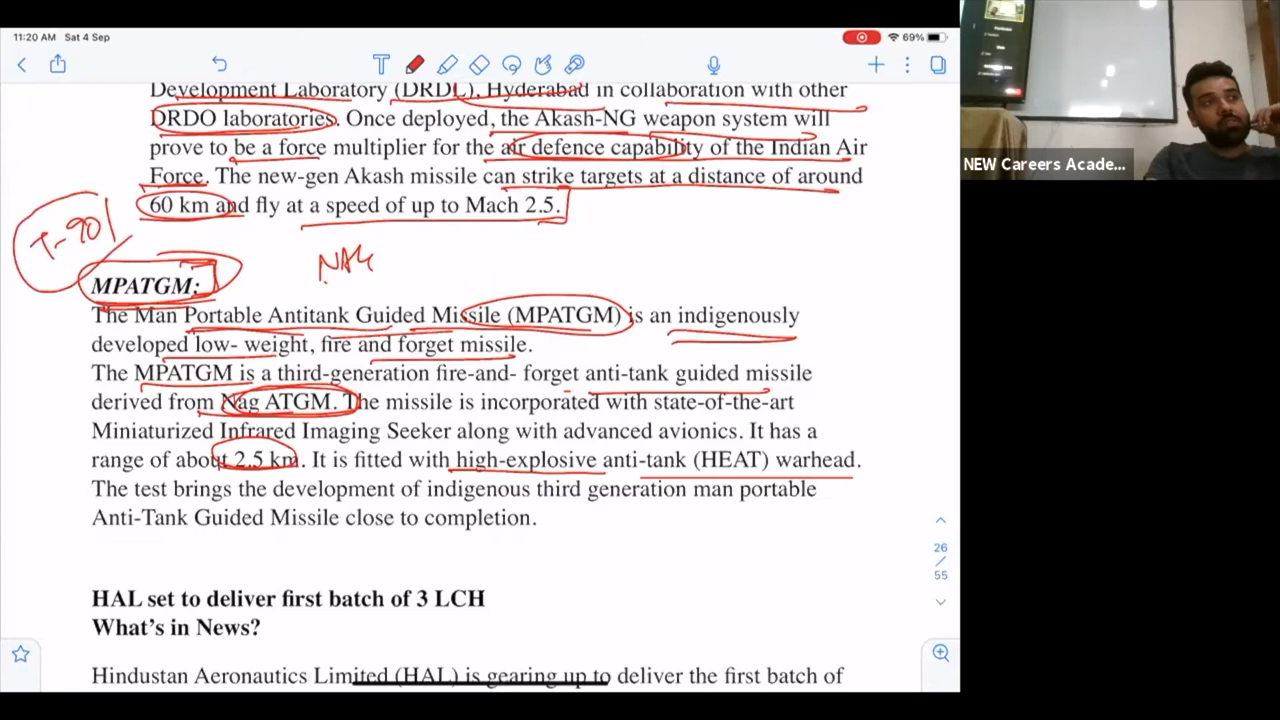 11:20 AM Sat 4 Sep
69%
Development Laboratory (DRDL), Hyderabad in collaboration with other
DRDO laboratories. Once deployed, the Akash-NG weapon system will
prove to be a force multiplier for the air defence capability of the Indian Air
Force. The new-gen Akash missile can strike targets at a distance of around
60 km and fly at a speed of up to Mach 2.5.
T-90
NAG
MPATGM:
The Man Portable Antitank Guided Missile (MPATGM) is an indigenously
developed low- weight, fire and forget missile.
The MPATGM is a third-generation fire-and- forget anti-tank guided missile
derived from Nag ATGM. The missile is incorporated with state-of-the-art
Miniaturized Infrared Imaging Seeker along with advanced avionics. It has a
range of about 2.5 km. It is fitted with high-explosive anti-tank (HEAT) warhead.
The test brings the development of indigenous third generation man portable
Anti-Tank Guided Missile close to completion.
HAL set to deliver first batch of 3 LCH
What's in News?
Hindustan Aeronautics Limited (HAL) is gearing up to deliver the first batch of
26
/
55
NEW Careers Acade...